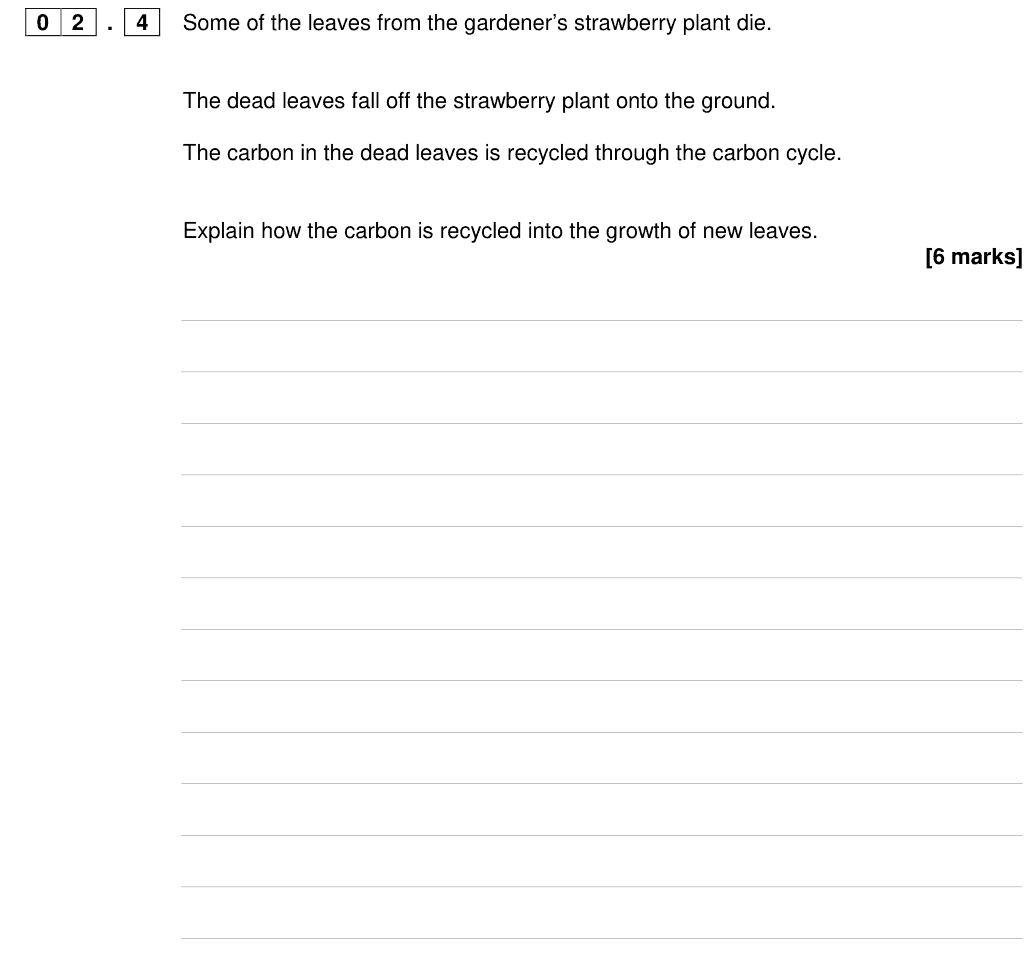 02.4 Some of the leaves from the gardener's strawberry plant die.
The dead leaves fall off the strawberry plant onto the ground.
The carbon in the dead leaves is recycled through the carbon cycle.
Explain how the carbon is recycled into the growth of new leaves.
[6 marks]